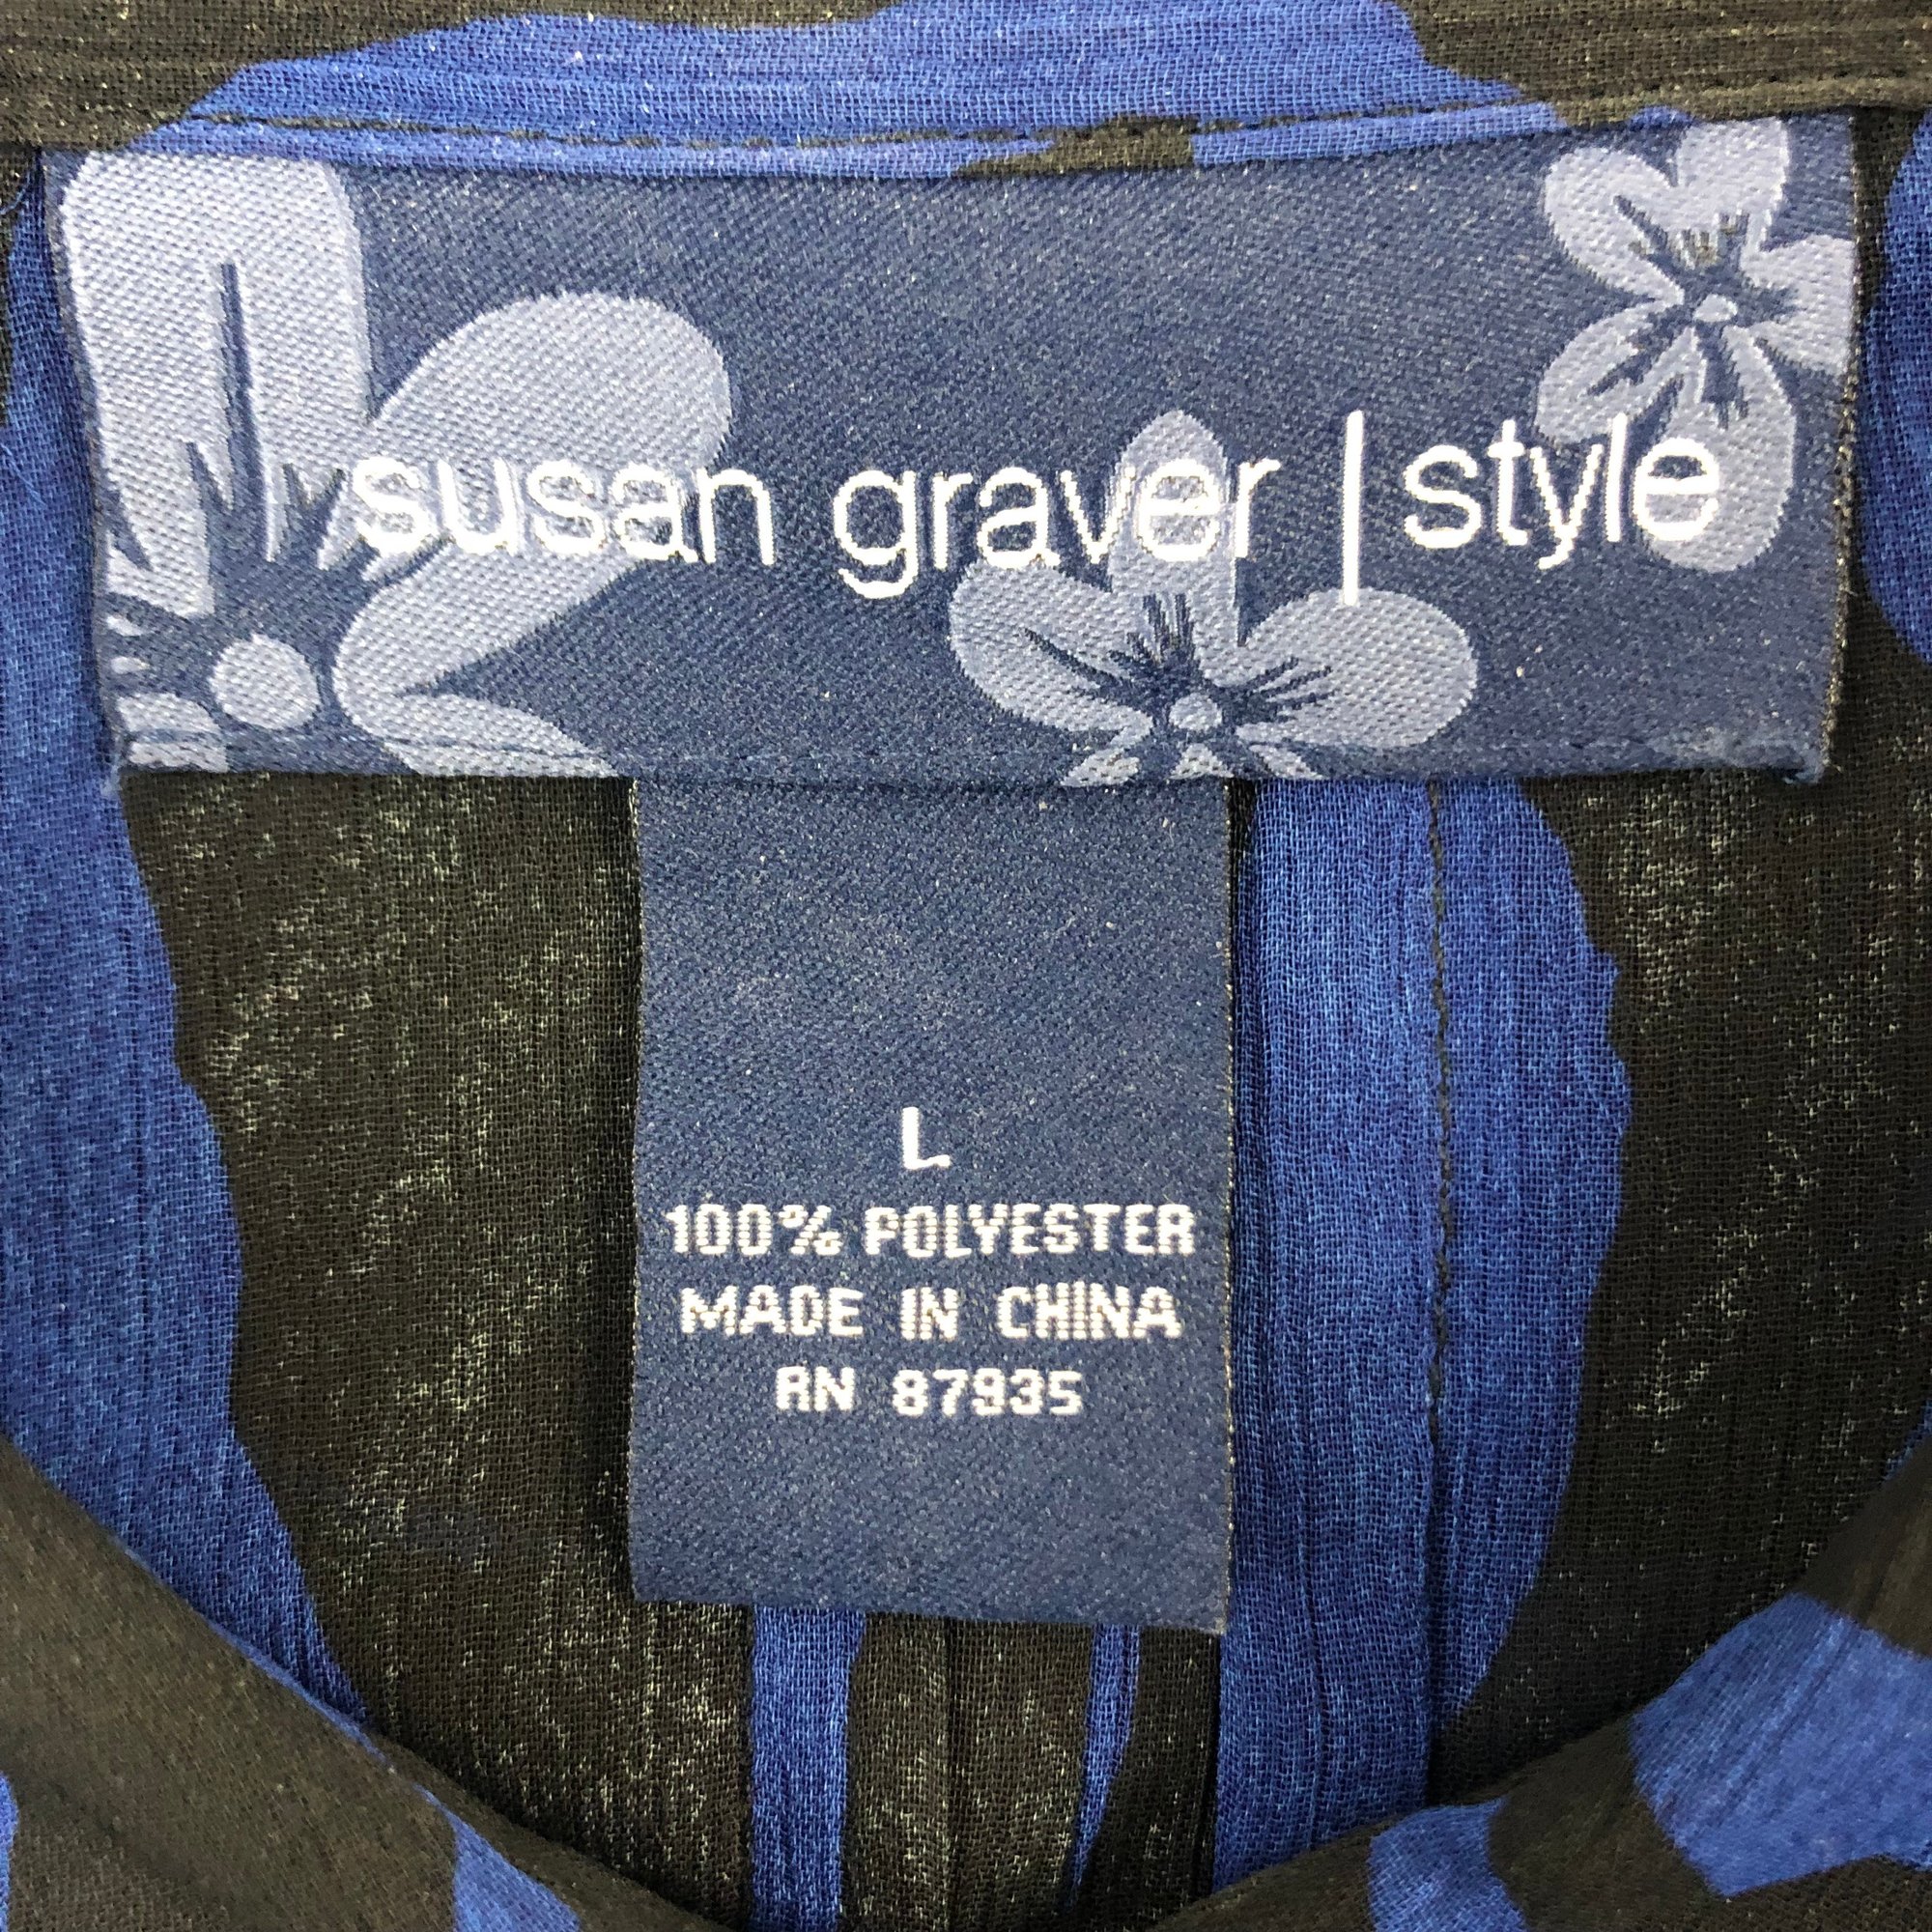 susan graver | style
L
100% POLYESTER
MADE IN CHINA
RN 87935